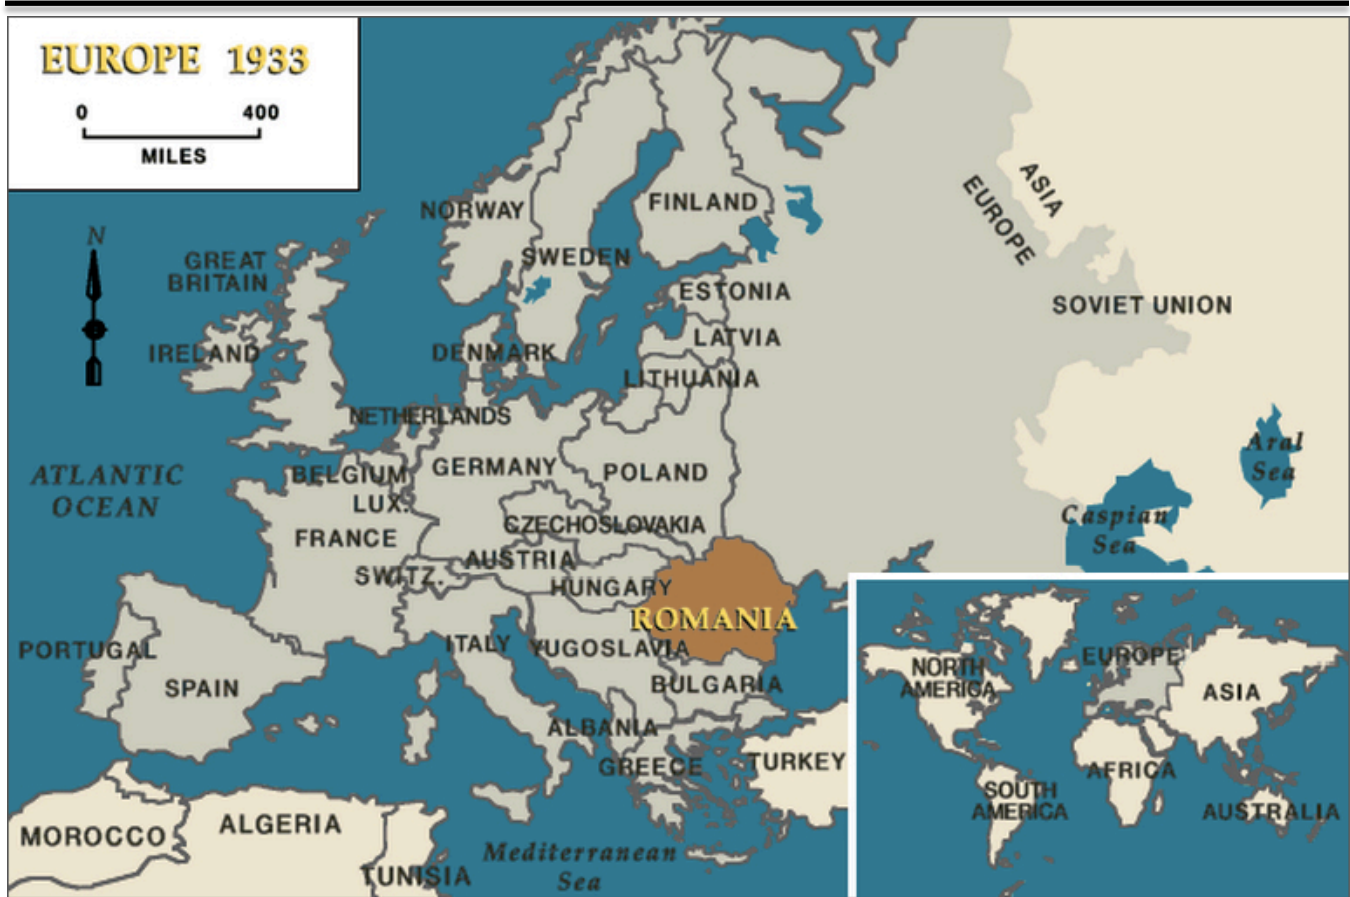 EUROPE 1933
0 400
MILES
N
NORWAY
FINLAND
SWEDEN
ASIA
EUROPE
GREAT
BRITAIN
ESTONIA
SOVIET UNION
LATVIA
IRELAND
DENMARK
LITHUANIA
NETHERLANDS
ATLANTIC
OCEAN
BELGIUM
GERMANY
POLAND
Aral
Sea
LUX.
CZECHOSLOVAKIA
Caspian
Sea
FRANCE
AUSTRIA
SWITZ.
HUNGARY
ROMANIA
PORTUGAL
ITALY
YUGOSLAVIA
SPAIN
BULGARIA
ALBANIA
GREECE
TURKEY
MOROCCO
ALGERIA
TUNISIA
Mediterranean
Sea
NORTH
AMERICA
EUROPE
ASIA
AFRICA
SOUTH
AMERICA
AUSTRALIA